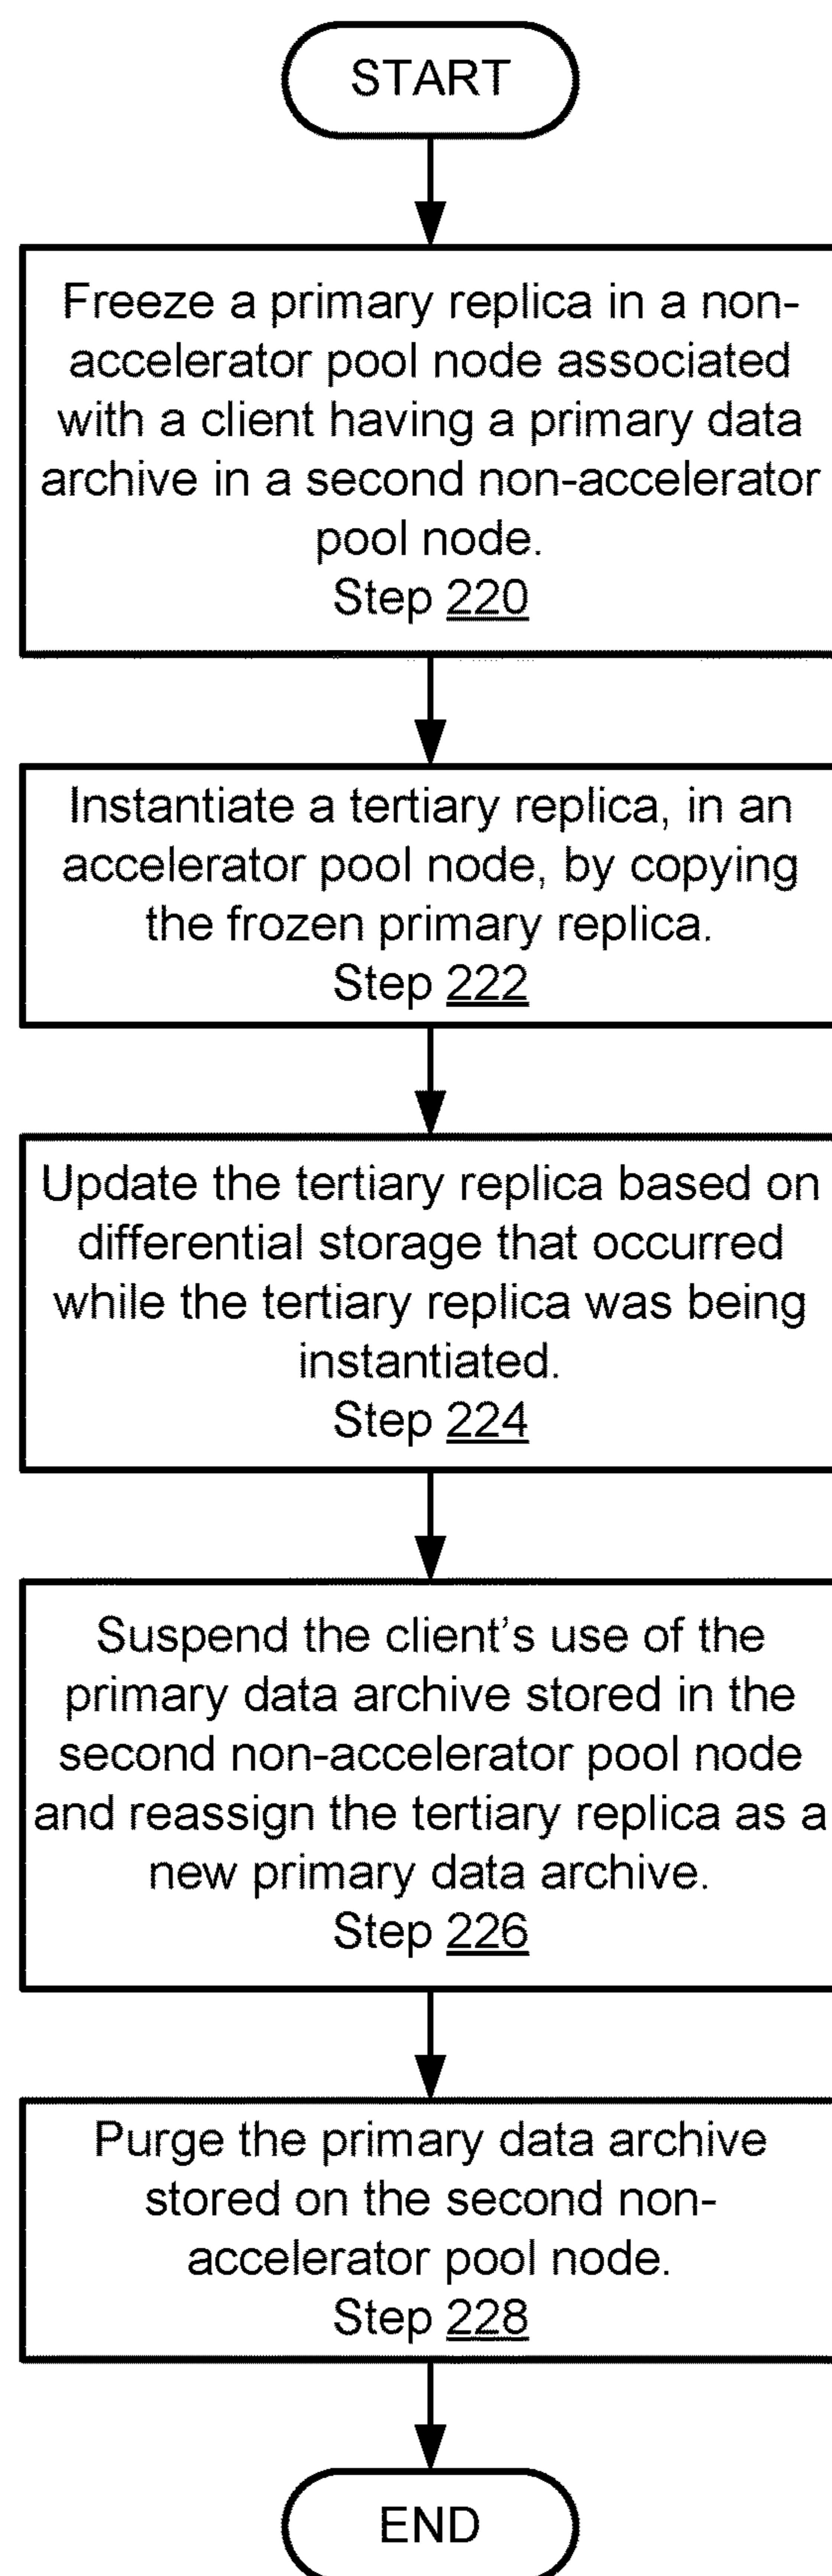 START
Freeze a primary replica in a non-
accelerator pool node associated
with a client having a primary data
archive in a second non-accelerator
pool node.
Step 220
Instantiate a tertiary replica, in an
accelerator pool node, by copying
the frozen primary replica.
Step 222
Update the tertiary replica based on
differential storage that occurred
while the tertiary replica was being
instantiated.
Step 224
Suspend the client's use of the
primary data archive stored in the
second non-accelerator pool node
and reassign the tertiary replica as a
new primary data archive.
Step 226
Purge the primary data archive
stored on the second non-
accelerator pool node.
Step 228
END